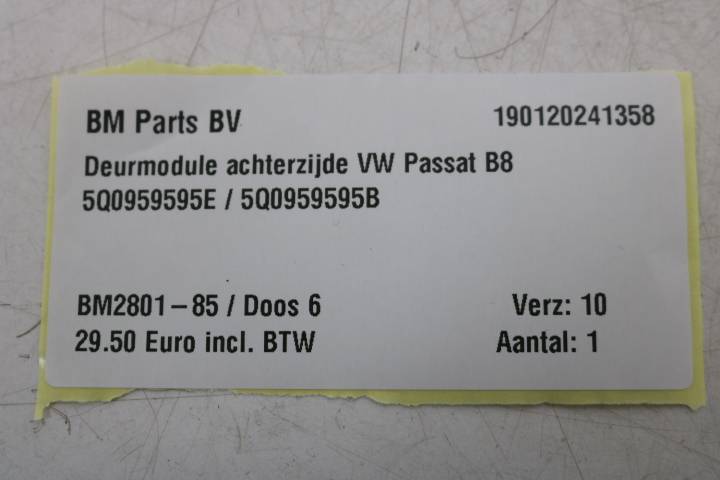 BM Parts BV 190120241358
Deurmodule achterzijde VW Passat B8
5Q0959595E / 5Q0959595B
BM2801-85 / Doos 6 Verz: 10
29.50 Euro incl. BTW Aantal: 1